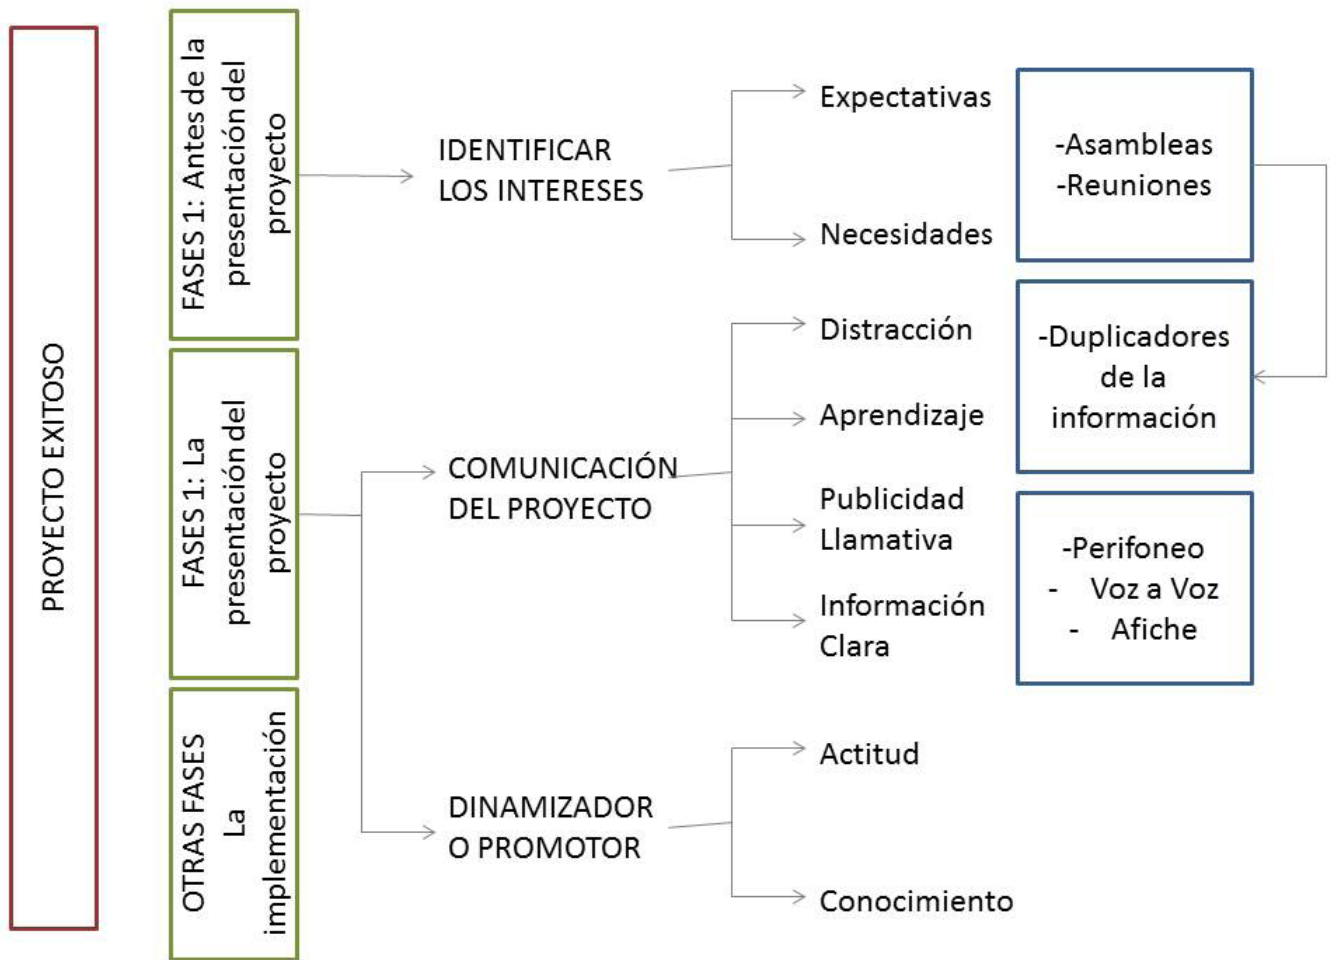 PROYECTO EXITOSO
FASES 1: Antes de la
presentación del
proyecto
IDENTIFICAR
LOS INTERESES
Expectativas
Necesidades
-Asambleas
-Reuniones
FASES 1: La
presentación del
proyecto
COMUNICACIÓN
DEL PROYECTO
Distracción
Aprendizaje
Publicidad
Llamativa
Información
Clara
-Duplicadores
de la
información
-Perifoneo
- Voz a Voz
- Afiche
OTRAS FASES
La
implementación
DINAMIZADOR
O PROMOTOR
Actitud
Conocimiento